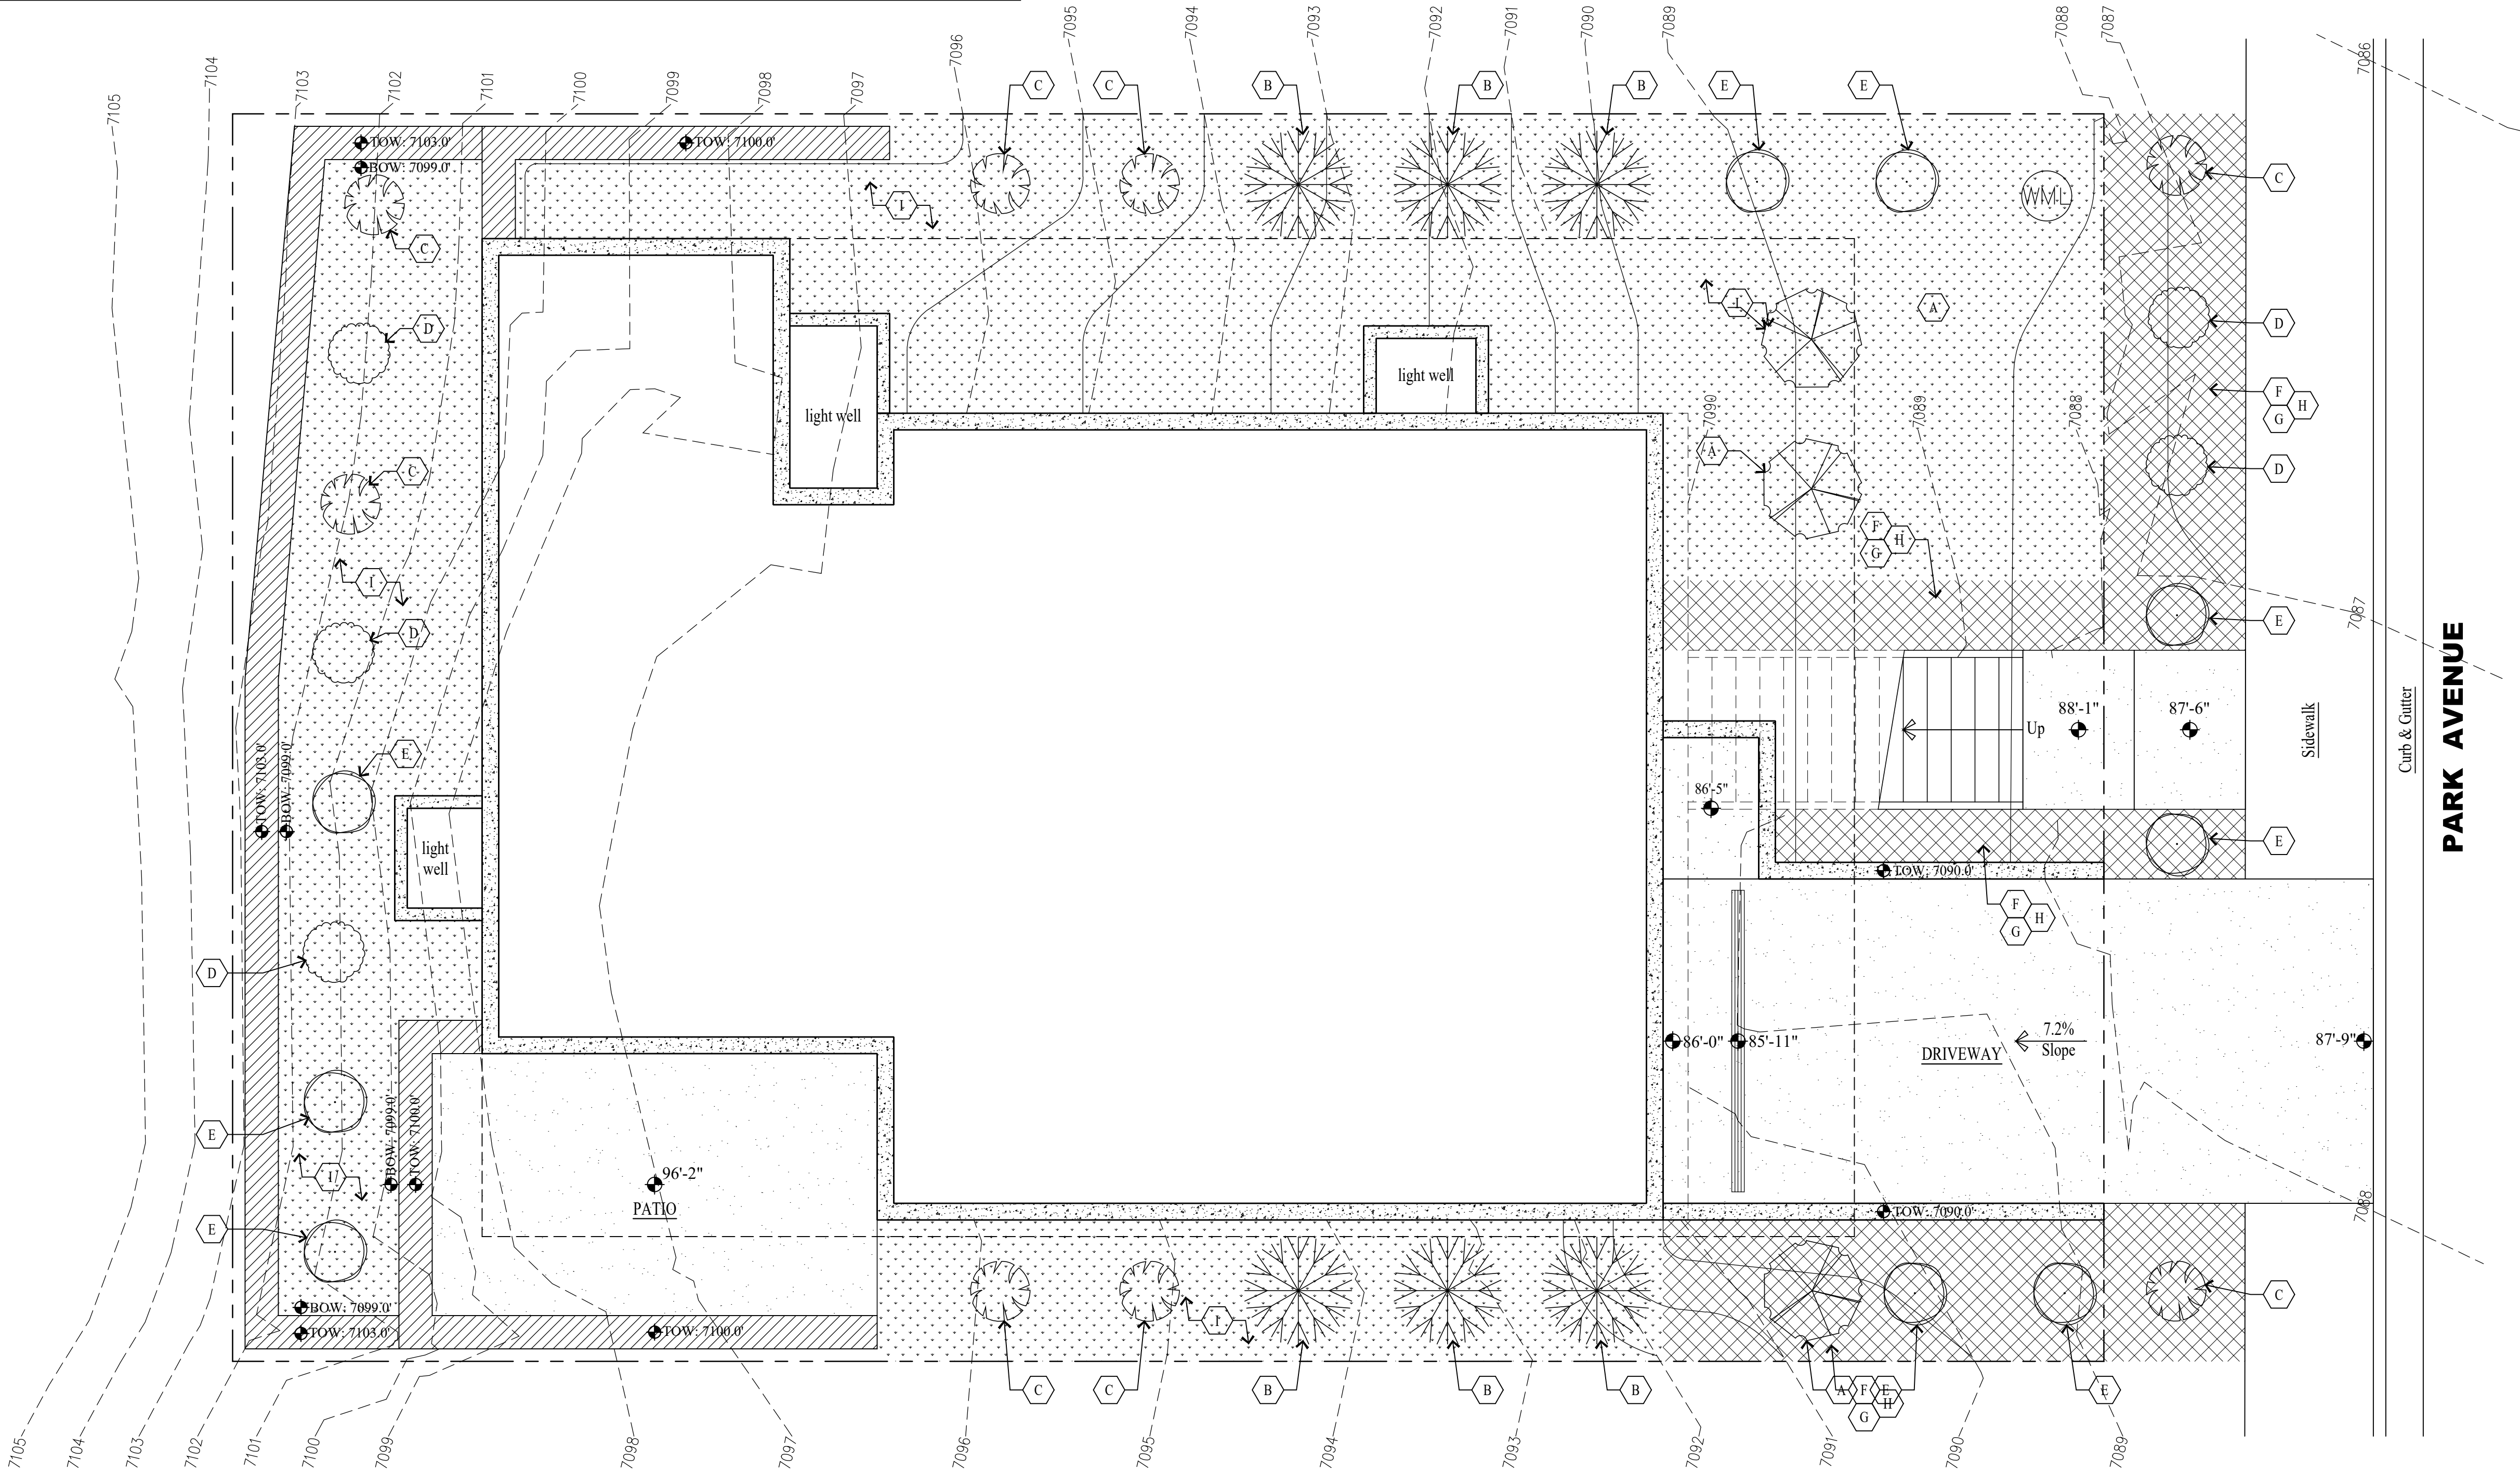 7105
7104
7103
7102
7101
7100
7099
7098
7097
7096
7095
7094
7093
7092
7091
7090
7089
7088
7087
7086
C
C
B
B
B
E
E
TOW: 7103.0'
BOW: 7099.0'
TOW: 7100.0'
C
I
WML
C
D
I
A
D
light well
light well
F
H
G
C
7090
7089
7088
A
D
F
H
G
I
D
7087
E
E
TOW: 7103.0'
BOW: 7099.0'
light
well
Up
88'-1"
87'-6"
Sidewalk
Curb & Gutter
PARK AVENUE
86'-5"
E
TOW: 7090.0'
F
H
G
D
86'-0"
85'-11"
DRIVEWAY
7.2%
Slope
87'-9"
E
BOW: 7099.0'
TOW: 7100.0'
I
96'-2"
PATIO
TOW: 7090.0'
7088
E
BOW: 7099.0'
TOW: 7103.0'
TOW: 7100.0'
I
C
C
C
B
B
B
A
F
E
H
G
E
7105
7104
7103
7102
7101
7100
7099
7098
7097
7096
7095
7094
7093
7092
7091
7090
7089